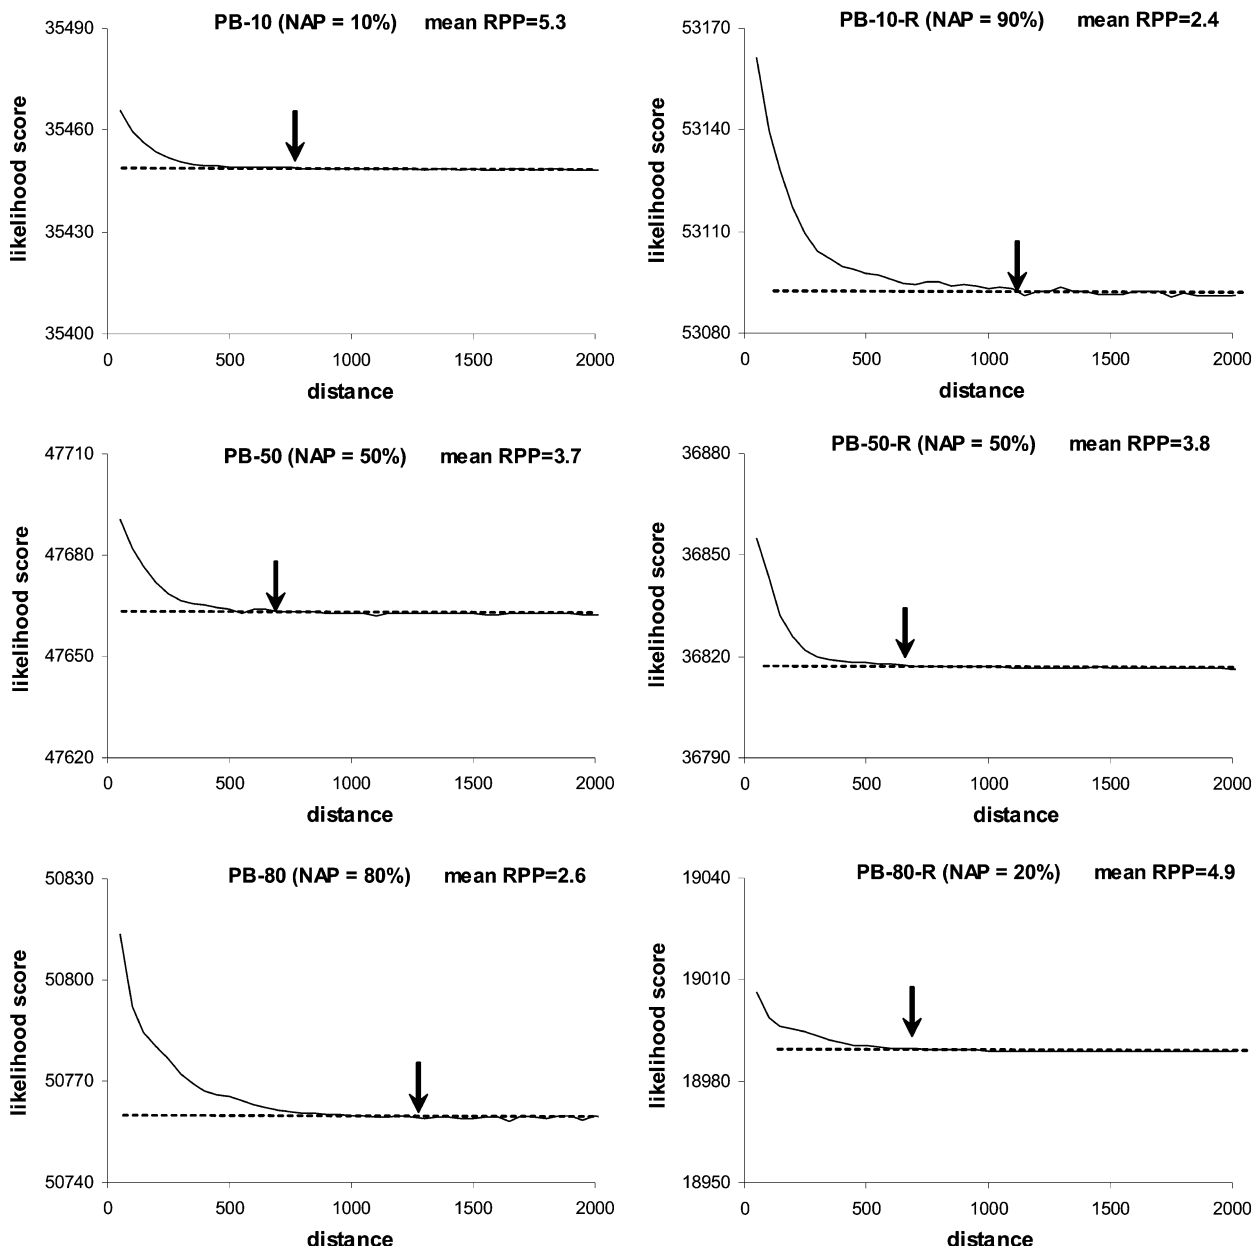 PB-10 (NAP = 10%) mean RPP=5.3
likelihood score
35490
35460
35430
35400
0 500 1000 1500 2000
distance
PB-10-R (NAP = 90%) mean RPP=2.4
likelihood score
53170
53140
53110
53080
0 500 1000 1500 2000
distance
PB-50 (NAP = 50%) mean RPP=3.7
likelihood score
47710
47680
47650
47620
0 500 1000 1500 2000
distance
PB-50-R (NAP = 50%) mean RPP=3.8
likelihood score
36880
36850
36820
36790
0 500 1000 1500 2000
distance
PB-80 (NAP = 80%) mean RPP=2.6
likelihood score
50830
50800
50770
50740
0 500 1000 1500 2000
distance
PB-80-R (NAP = 20%) mean RPP=4.9
likelihood score
19040
19010
18980
18950
0 500 1000 1500 2000
distance